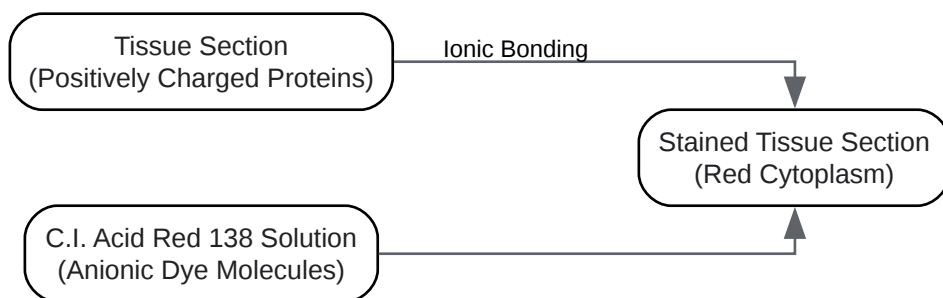 Tissue Section
(Positively Charged Proteins)
Ionic Bonding
Stained Tissue Section
(Red Cytoplasm)
C.I. Acid Red 138 Solution
(Anionic Dye Molecules)